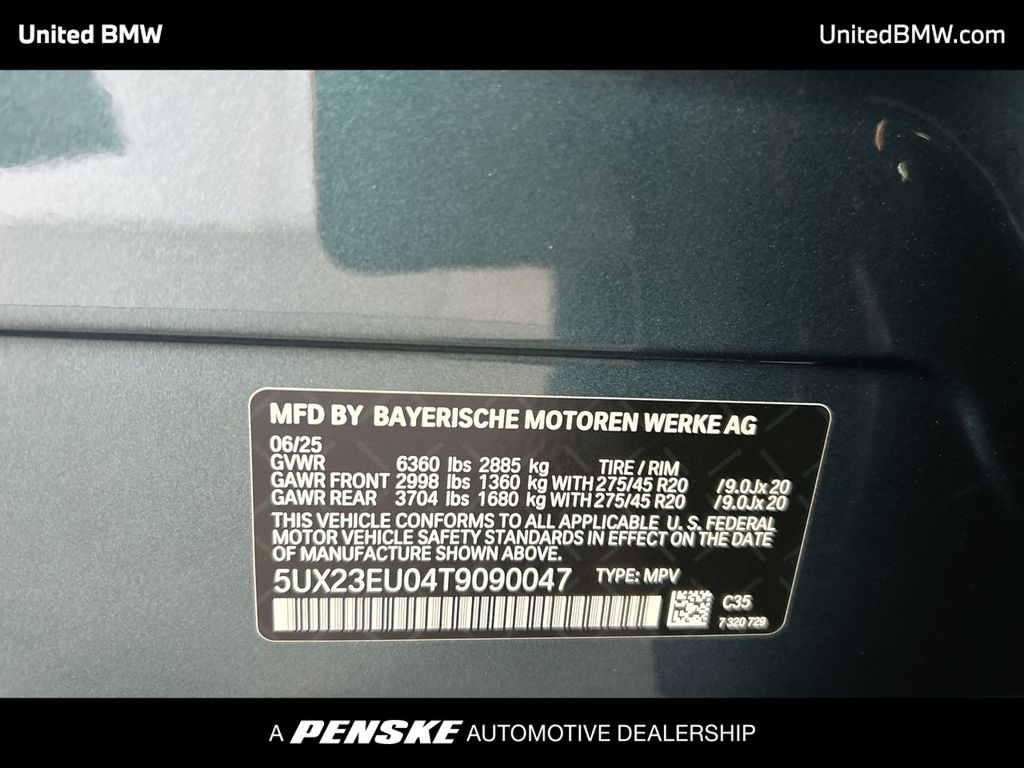 United BMW
UnitedBMW.com
MFD BY BAYERISCHE MOTOREN WERKE AG
06/25
GVWR 6360 lbs 2885 kg TIRE / RIM
GAWR FRONT 2998 lbs 1360 kg WITH 275/45 R20 / 9.0Jx 20
GAWR REAR 3704 lbs 1680 kg WITH 275/45 R20 / 9.0Jx 20
THIS VEHICLE CONFORMS TO ALL APPLICABLE U. S. FEDERAL
MOTOR VEHICLE SAFETY STANDARDS IN EFFECT ON THE DATE
OF MANUFACTURE SHOWN ABOVE.
5UX23EU04T9090047 TYPE: MPV
C35
7 320 729
A PENSKE AUTOMOTIVE DEALERSHIP